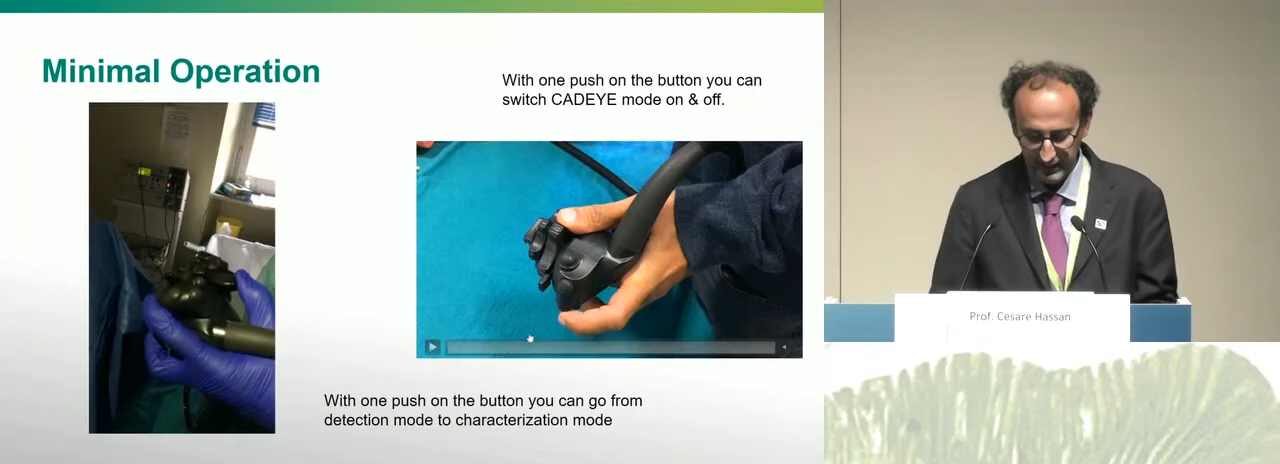 Minimal Operation
With one push on the button you can
switch CADEYE mode on & off.
With one push on the button you can go from
detection mode to characterization mode
Prof. Cesare Hassan